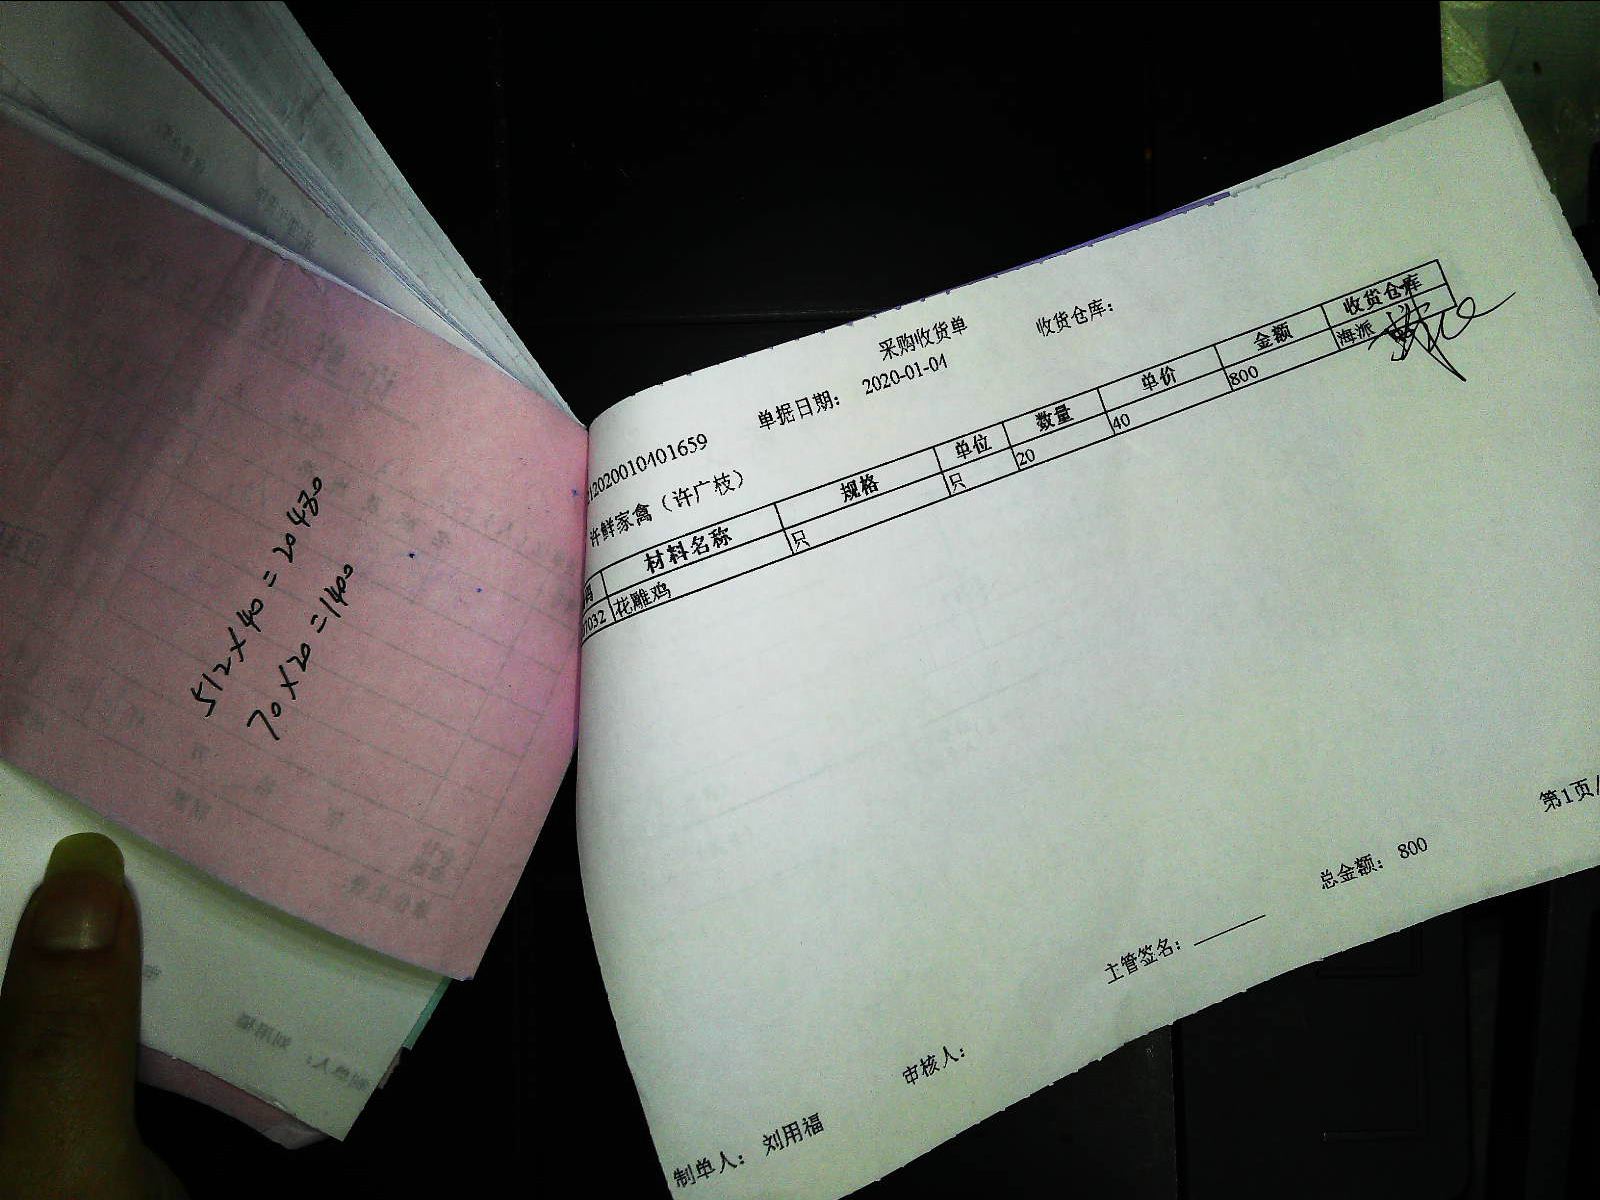 512×40=20480
70×20=1400
采购收货单
收货仓库:
2020010401659
单据日期: 2020-01-04
许鲜家禽(许广枝)
材料名称 规格 单位 数量 单价 金额 收货仓库
7032 花雕鸡 只 只 20 40 800 海派
第1页/
总金额: 800
主管签名:
审核人:
制单人: 刘用福